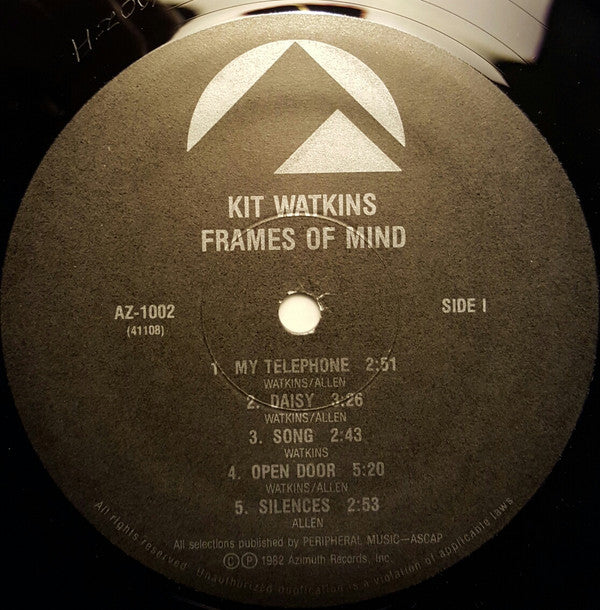 KIT WATKINS
FRAMES OF MIND
AZ-1002
(41108)
SIDE I
1. MY TELEPHONE 2:51
WATKINS/ALLEN
2. DAISY 3:26
WATKINS/ALLEN
3. SONG 2:43
WATKINS
4. OPEN DOOR 5:20
WATKINS/ALLEN
5. SILENCES 2:53
ALLEN
All selections published by PERIPHERAL MUSIC—ASCAP
Ⓒ Ⓟ 1982 Azimuth Records, Inc.
All rights reserved. Unauthorized duplication is a violation of applicable laws